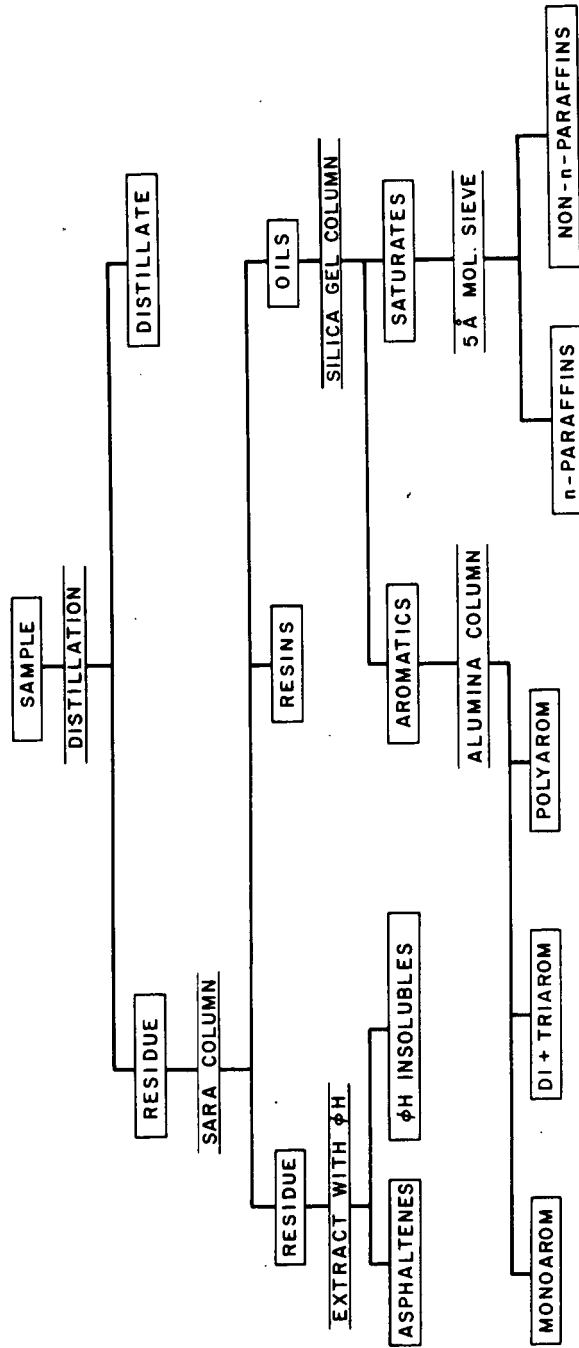 SAMPLE
DISTILLATION
RESIDUE
DISTILLATE
SARA COLUMN
RESIDUE
RESINS
OILS
EXTRACT WITH ϕH
SILICA GEL COLUMN
ASPHALTENES
ϕH INSOLUBLES
AROMATICS
SATURATES
ALUMINA COLUMN
5 Å MOL. SIEVE
MONOAROM
DI + TRIAROM
POLYAROM
n-PARAFFINS
NON-n-PARAFFINS